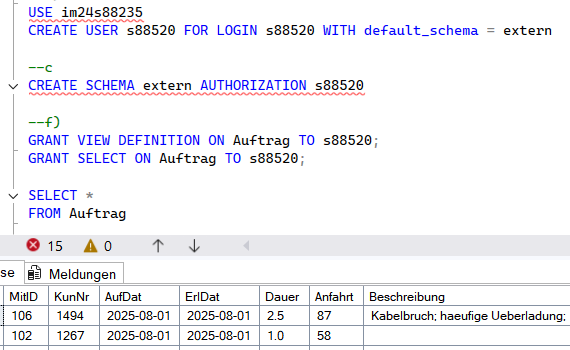 USE im24s88235
CREATE USER s88520 FOR LOGIN s88520 WITH default_schema = extern
--c
CREATE SCHEMA extern AUTHORIZATION s88520
--f)
GRANT VIEW DEFINITION ON Auftrag TO s88520;
GRANT SELECT ON Auftrag TO s88520;
SELECT *
FROM Auftrag
15 0
se Meldungen
MitID KunNr AufDat ErlDat Dauer Anfahrt Beschreibung
106 1494 2025-08-01 2025-08-01 2.5 87 Kabelbruch; haeufige Ueberladung;
102 1267 2025-08-01 2025-08-01 1.0 58